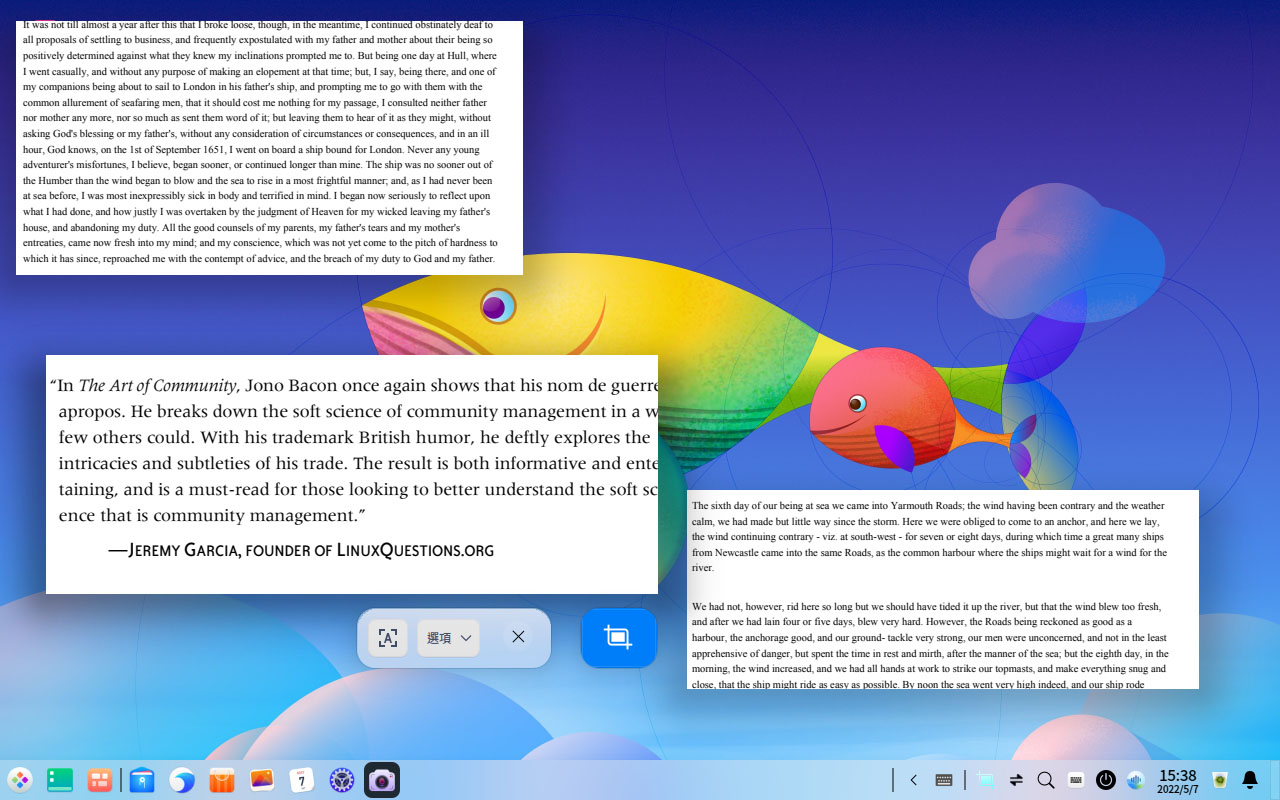 It was not till almost a year after this that I broke loose, though, in the meantime, I continued obstinately deaf to
all proposals of settling to business, and frequently expostulated with my father and mother about their being so
positively determined against what they knew my inclinations prompted me to. But being one day at Hull, where
I went casually, and without any purpose of making an elopement at that time; but, I say, being there, and one of
my companions being about to sail to London in his father's ship, and prompting me to go with them with the
common allurement of seafaring men, that it should cost me nothing for my passage, I consulted neither father
nor mother any more, nor so much as sent them word of it; but leaving them to hear of it as they might, without
asking God's blessing or my father's, without any consideration of circumstances or consequences, and in an ill
hour, God knows, on the 1st of September 1651, I went on board a ship bound for London. Never any young
adventurer's misfortunes, I believe, began sooner, or continued longer than mine. The ship was no sooner out of
the Humber than the wind began to blow and the sea to rise in a most frightful manner; and, as I had never been
at sea before, I was most inexpressibly sick in body and terrified in mind. I began now seriously to reflect upon
what I had done, and how justly I was overtaken by the judgment of Heaven for my wicked leaving my father's
house, and abandoning my duty. All the good counsels of my parents, my father's tears and my mother's
entreaties, came now fresh into my mind; and my conscience, which was not yet come to the pitch of hardness to
which it has since, reproached me with the contempt of advice, and the breach of my duty to God and my father.
“In The Art of Community, Jono Bacon once again shows that his nom de guerre
apropos. He breaks down the soft science of community management in a w
few others could. With his trademark British humor, he deftly explores the
intricacies and subtleties of his trade. The result is both informative and ente
taining, and is a must-read for those looking to better understand the soft sc
ence that is community management.”
—Jeremy Garcia, founder of LinuxQuestions.org
The sixth day of our being at sea we came into Yarmouth Roads; the wind having been contrary and the weather
calm, we had made but little way since the storm. Here we were obliged to come to an anchor, and here we lay,
the wind continuing contrary - viz. at south-west - for seven or eight days, during which time a great many ships
from Newcastle came into the same Roads, as the common harbour where the ships might wait for a wind for the
river.
We had not, however, rid here so long but we should have tided it up the river, but that the wind blew too fresh,
and after we had lain four or five days, blew very hard. However, the Roads being reckoned as good as a
harbour, the anchorage good, and our ground- tackle very strong, our men were unconcerned, and not in the least
apprehensive of danger, but spent the time in rest and mirth, after the manner of the sea; but the eighth day, in the
morning, the wind increased, and we had all hands at work to strike our topmasts, and make everything snug and
close, that the ship might ride as easy as possible. By noon the sea went very high indeed, and our ship rode
A
選項
7
15:38
2022/5/7